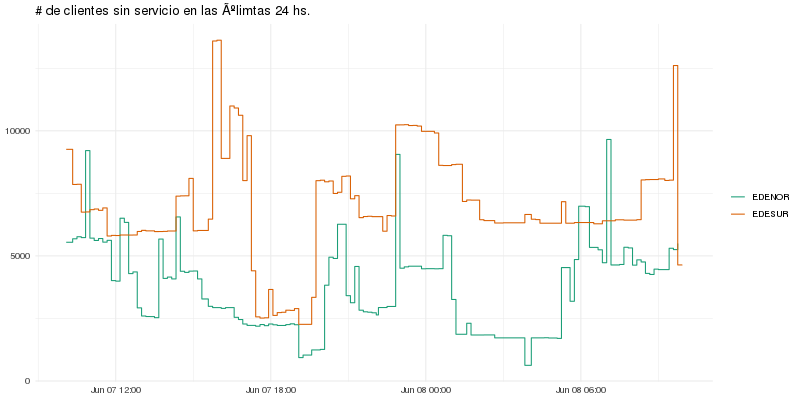 # de clientes sin servicio en las Ãºlimtas 24 hs.
10000
5000
0
Jun 07 12:00
Jun 07 18:00
Jun 08 00:00
Jun 08 06:00
EDENOR
EDESUR